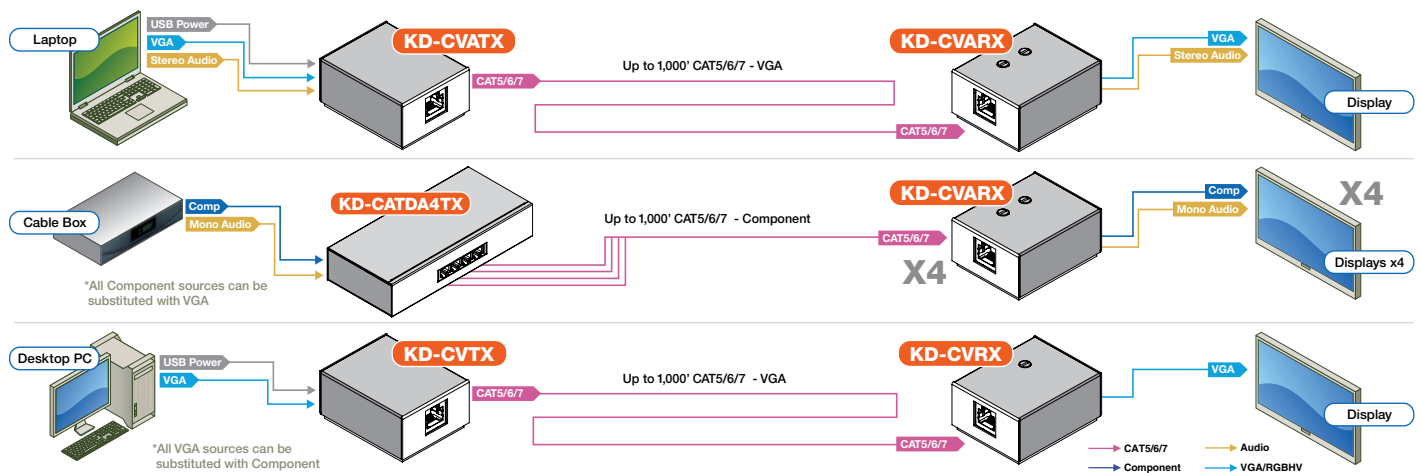 Laptop
USB Power
VGA
Stereo Audio
KD-CVATX
CAT5/6/7
Up to 1,000’ CAT5/6/7 - VGA
CAT5/6/7
KD-CVARX
VGA
Stereo Audio
Display
Cable Box
Comp
Mono Audio
*All Component sources can be
substituted with VGA
KD-CATDA4TX
Up to 1,000’ CAT5/6/7 - Component
CAT5/6/7
X4
KD-CVARX
Comp
Mono Audio
X4
Displays x4
Desktop PC
USB Power
VGA
*All VGA sources can be
substituted with Component
KD-CVTX
CAT5/6/7
Up to 1,000’ CAT5/6/7 - VGA
CAT5/6/7
KD-CVRX
VGA
Display
CAT5/6/7
Audio
Component
VGA/RGBHV